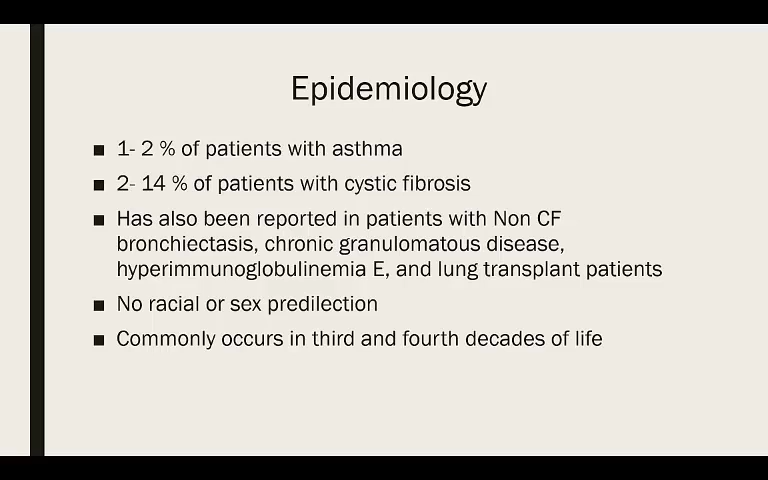 Epidemiology
■ 1- 2 % of patients with asthma
■ 2- 14 % of patients with cystic fibrosis
■ Has also been reported in patients with Non CF
bronchiectasis, chronic granulomatous disease,
hyperimmunoglobulinemia E, and lung transplant patients
■ No racial or sex predilection
■ Commonly occurs in third and fourth decades of life